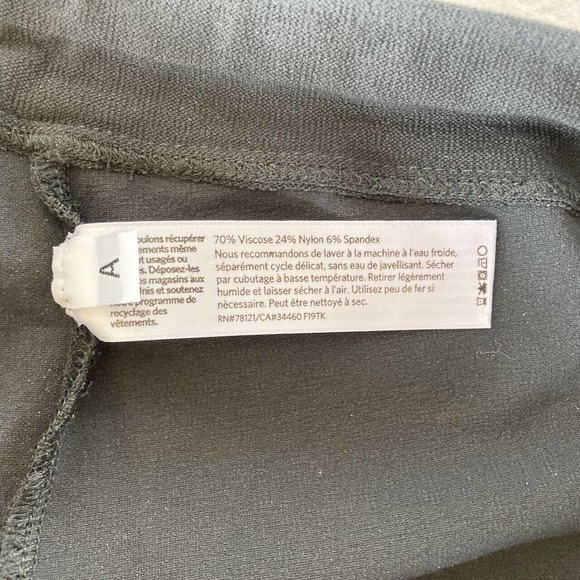 A
oulons récupérer
ements même
t usagés ou
s. Déposez-les
s magasins aux
nis et soutenez
notre programme de
recyclage des
vêtements.
70% Viscose 24% Nylon 6% Spandex
Nous recommandons de laver à la machine à l'eau froide,
séparément cycle délicat, sans eau de javellisant. Sécher
par cubutage à basse température. Retirer légèrement
humide et laisser sécher à l'air. Utilisez peu de fer si
nècessaire. Peut être nettoyé à sec.
RN#78121/CA#34460 F19TK